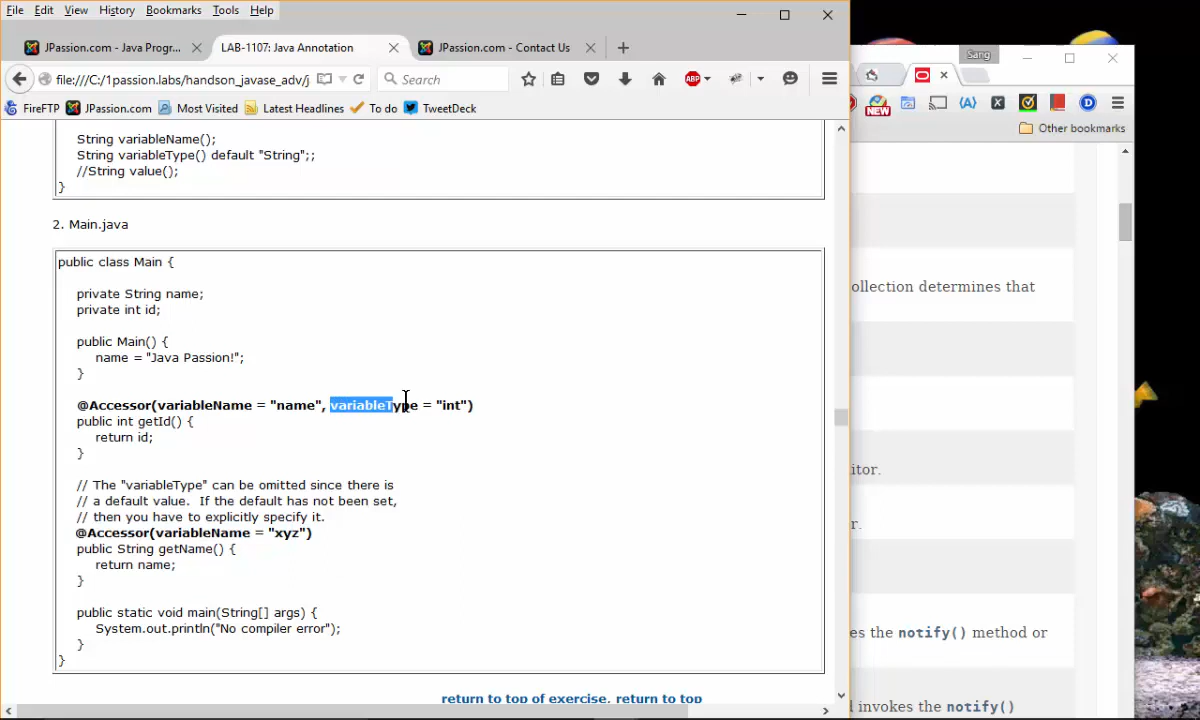 File Edit View History Bookmarks Tools Help
JPassion.com - Java Progr...
LAB-1107: Java Annotation
JPassion.com - Contact Us
file:///C:/1passion.labs/handson_javase_adv/j
Search
ABP
FireFTP JPassion.com Most Visited Latest Headlines To do TweetDeck
String variableName();
String variableType() default "String";;
//String value();
}
2. Main.java
public class Main {
private String name;
private int id;
public Main() {
name = "Java Passion!";
}
@Accessor(variableName = "name", variableType = "int")
public int getId() {
return id;
}
// The "variableType" can be omitted since there is
// a default value.  If the default has not been set,
// then you have to explicitly specify it.
@Accessor(variableName = "xyz")
public String getName() {
return name;
}
public static void main(String[] args) {
System.out.println("No compiler error");
}
}
return to top of exercise, return to top
Sang
NEW
Other bookmarks
ollection determines that
itor.
r.
es the notify() method or
d invokes the notify()